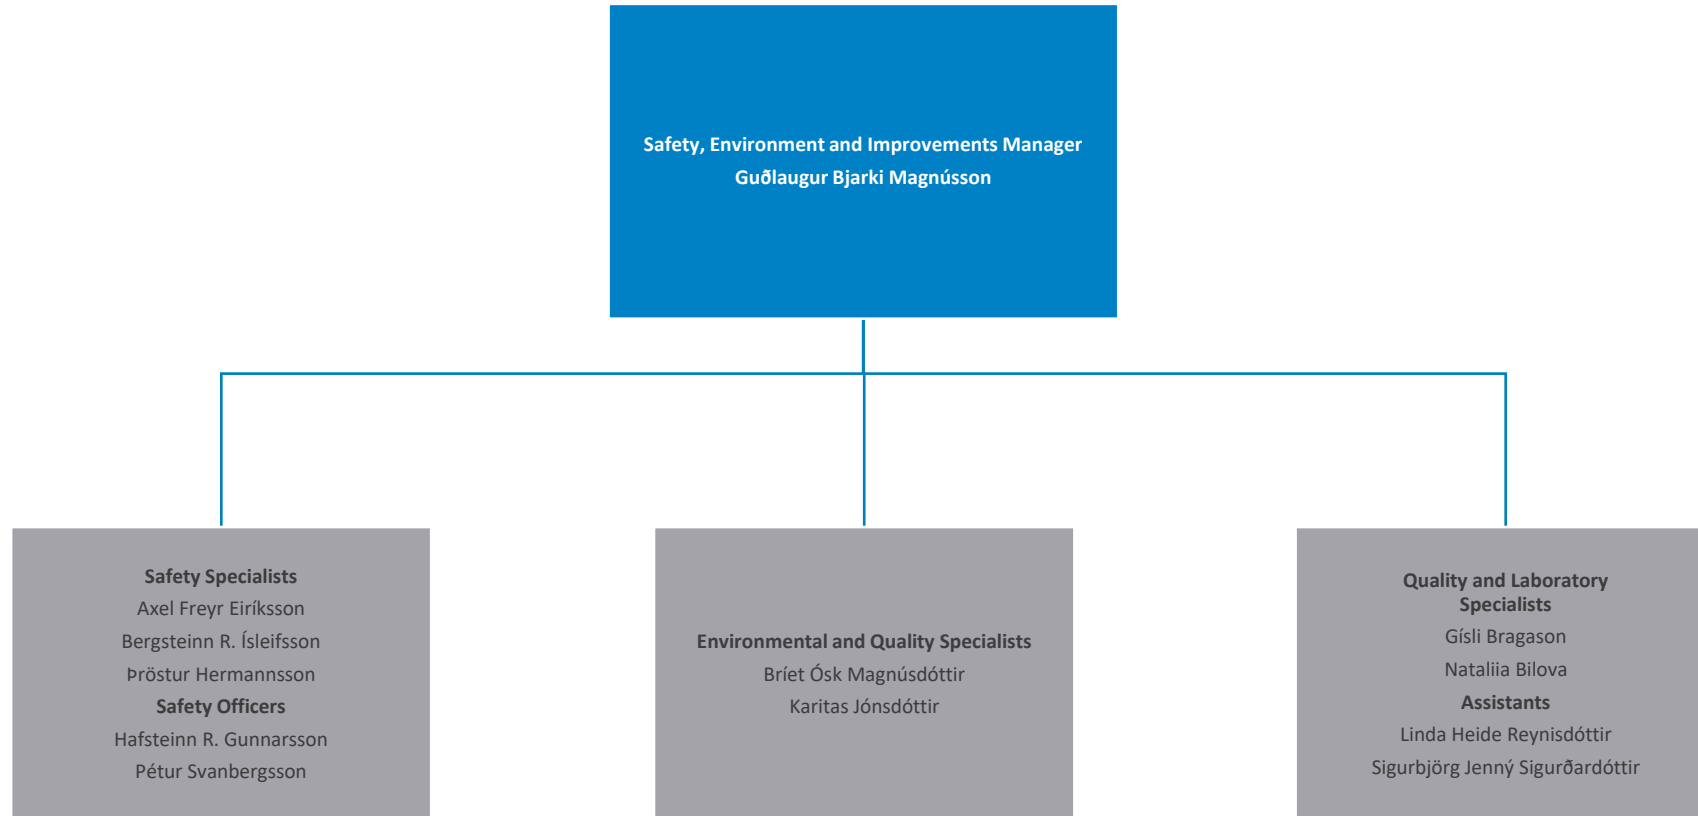 Safety, Environment and Improvements Manager
Guðlaugur Bjarki Magnússon
Safety Specialists
Axel Freyr Eiríksson
Bergsteinn R. Ísleifsson
Þröstur Hermannsson
Safety Officers
Hafsteinn R. Gunnarsson
Pétur Svanbergsson
Environmental and Quality Specialists
Bríet Ósk Magnúsdóttir
Karitas Jónsdóttir
Quality and Laboratory
Specialists
Gísli Bragason
Nataliia Bilova
Assistants
Linda Heide Reynisdóttir
Sigurbjörg Jenný Sigurðardóttir